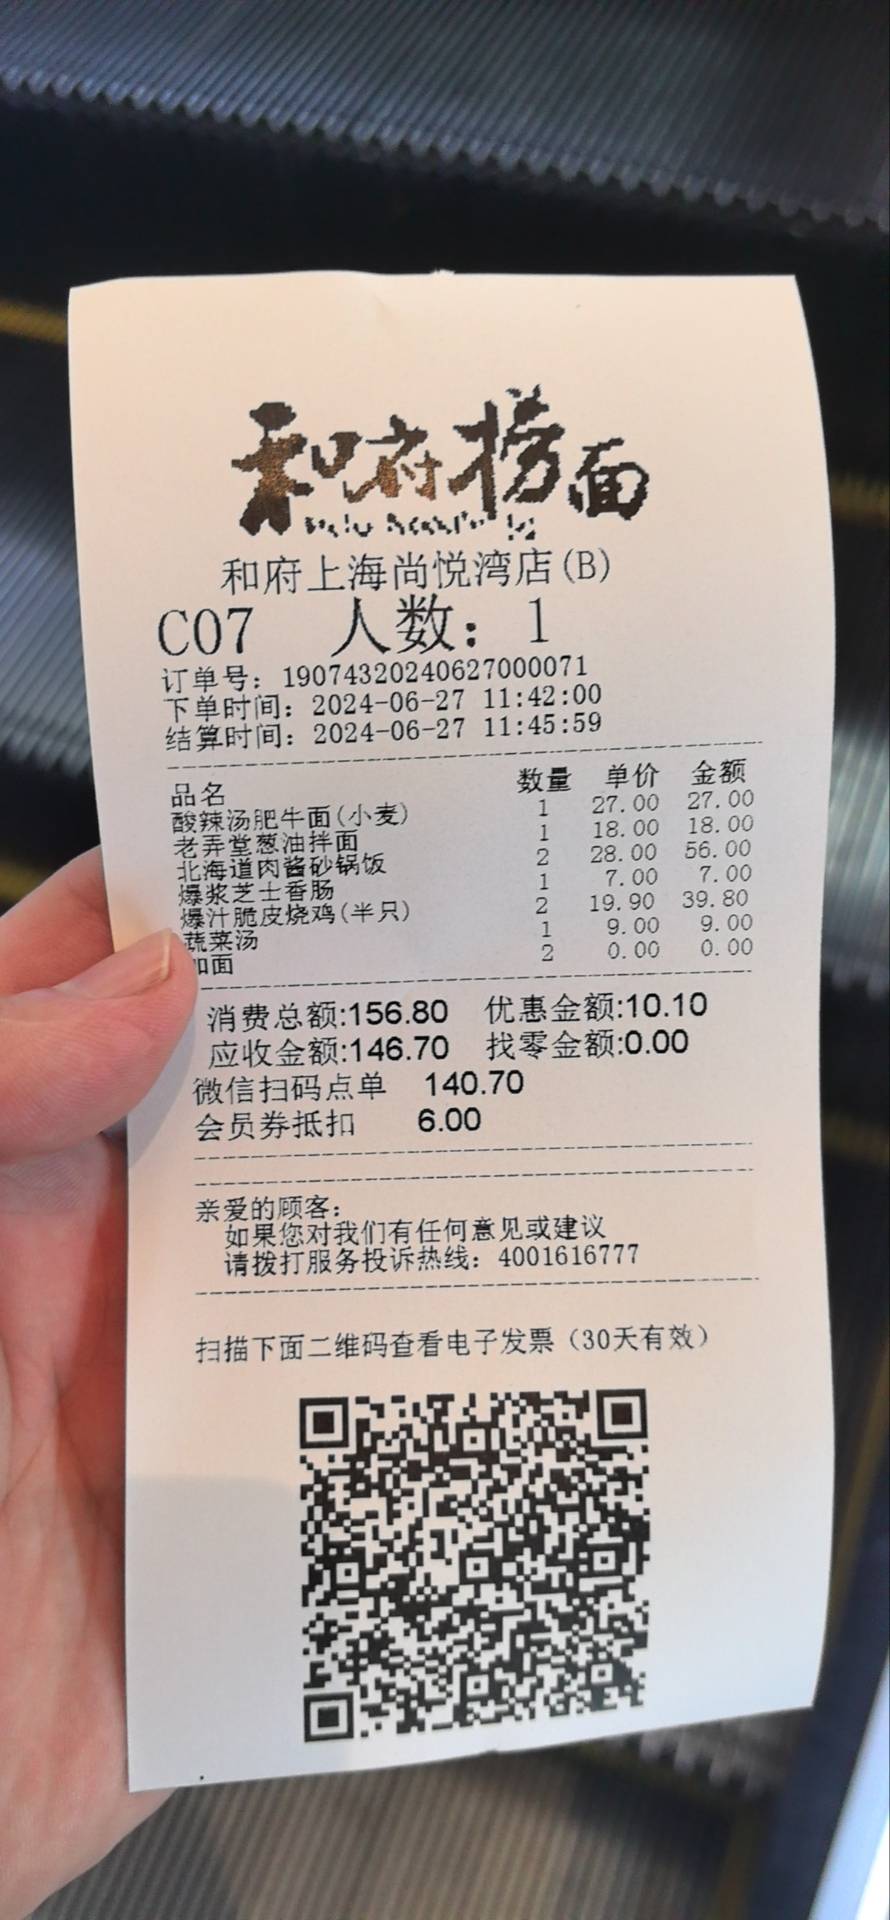 和府捞面
和府上海尚悦湾店(B)
C07 人数: 1
订单号: 19074320240627000071
下单时间: 2024-06-27 11:42:00
结算时间: 2024-06-27 11:45:59
品名 数量 单价 金额
酸辣汤肥牛面(小麦) 1 27.00 27.00
老弄堂葱油拌面 1 18.00 18.00
北海道肉酱砂锅饭 2 28.00 56.00
爆浆芝士香肠 1 7.00 7.00
爆汁脆皮烧鸡(半只) 2 19.90 39.80
蔬菜汤 1 9.00 9.00
加面 2 0.00 0.00
消费总额:156.80 优惠金额:10.10
应收金额:146.70 找零金额:0.00
微信扫码点单 140.70
会员券抵扣 6.00
亲爱的顾客:
如果您对我们有任何意见或建议
请拨打服务投诉热线: 4001616777
扫描下面二维码查看电子发票（30天有效）